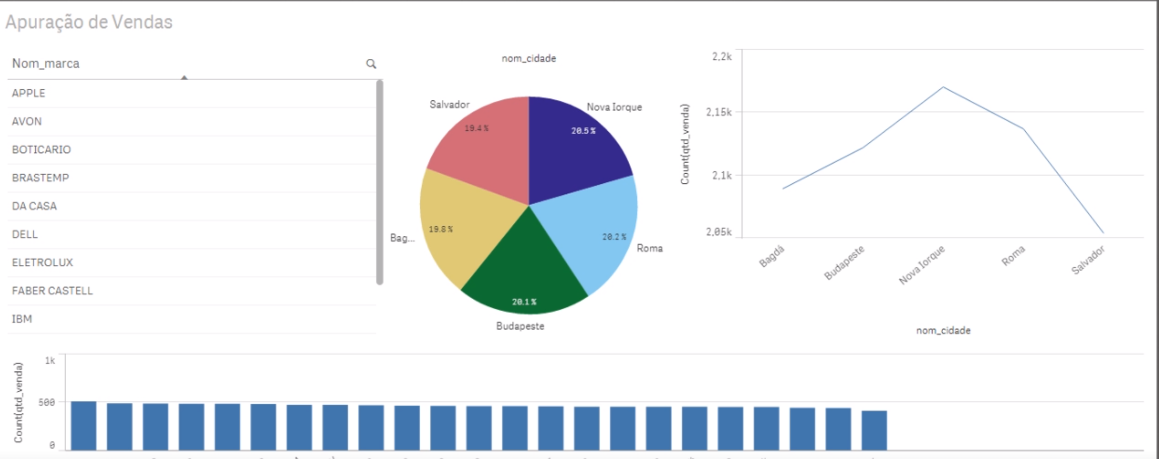 Apuração de Vendas
Nom_marca
APPLE
AVON
BOTICARIO
BRASTEMP
DA CASA
DELL
ELETROLUX
FABER CASTELL
IBM
nom_cidade
Salvador
Nova Iorque
19.4%
20.5%
19.8%
20.2%
Bag...
Roma
20.1%
Budapeste
2,2k
2,15k
2,1k
2,05k
Count(qtd_venda)
Bagdá
Budapeste
Nova Iorque
Roma
Salvador
nom_cidade
1k
500
0
Count(qtd_venda)